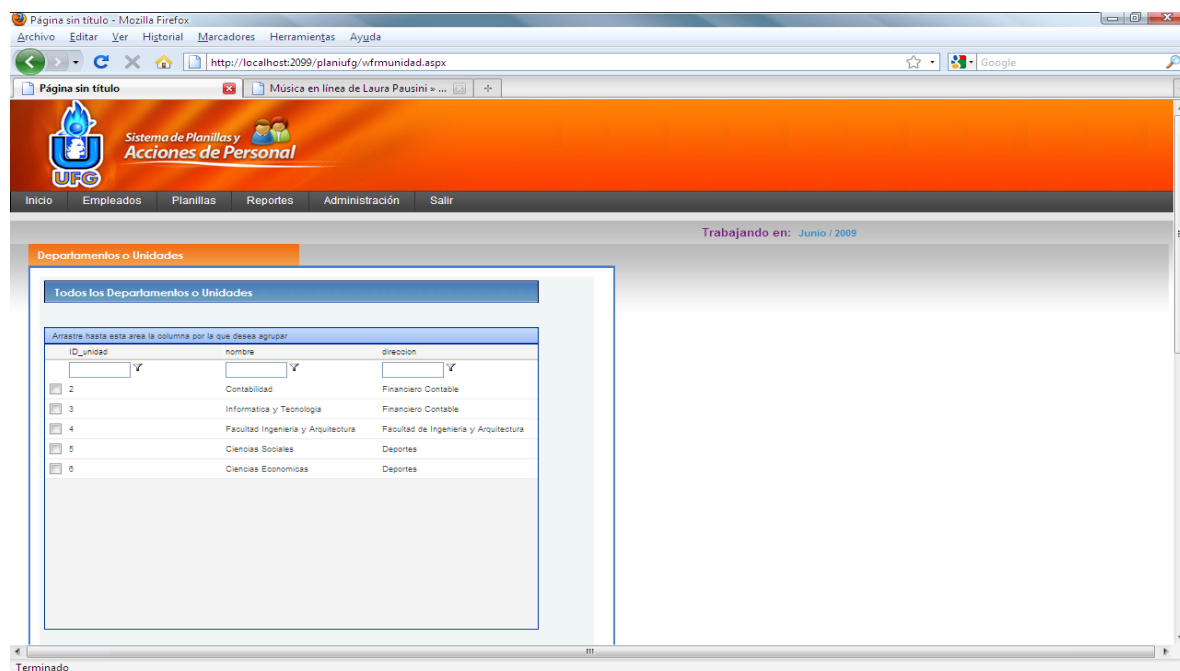 Página sin título - Mozilla Firefox
Archivo Editar Ver Historial Marcadores Herramientas Ayuda
http://localhost:2099/planiufg/wfrmunidad.aspx
Google
Página sin título
Música en línea de Laura Pausini » ...
Sistema de Planillas y
Acciones de Personal
UFG
Inicio Empleados Planillas Reportes Administración Salir
Trabajando en: Junio / 2009
Departamentos o Unidades
Todos los Departamentos o Unidades
Arrastre hasta esta area la columna por la que desea agrupar
ID_unidad nombre direccion
2 Contabilidad Financiero Contable
3 Informatica y Tecnologia Financiero Contable
4 Facultad Ingenieria y Arquitectura Facultad de Ingenieria y Arquitectura
5 Ciencias Sociales Deportes
6 Ciencias Economicas Deportes
Terminado